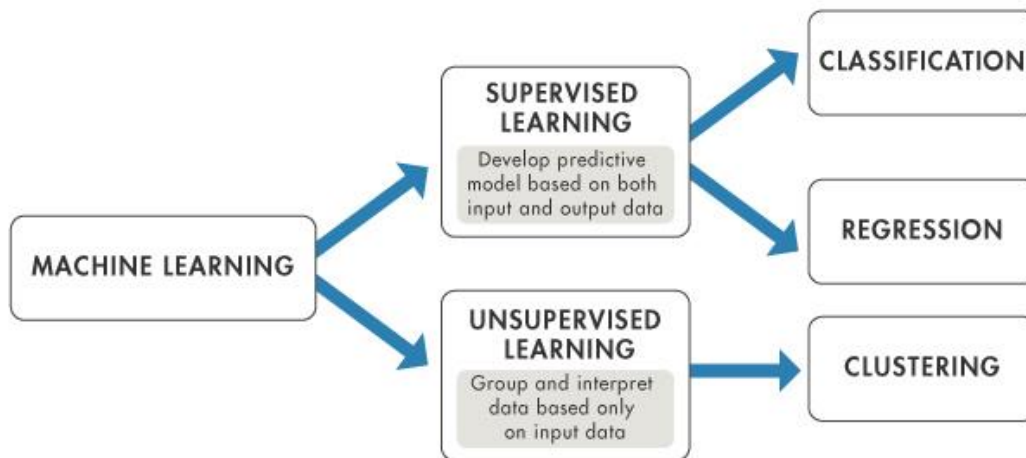 MACHINE LEARNING
SUPERVISED
LEARNING
Develop predictive
model based on both
input and output data
UNSUPERVISED
LEARNING
Group and interpret
data based only
on input data
CLASSIFICATION
REGRESSION
CLUSTERING